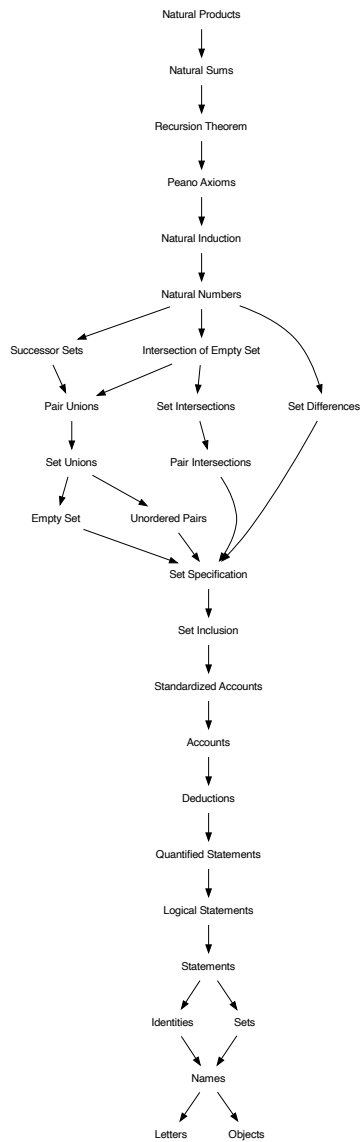 Natural Products
Natural Sums
Recursion Theorem
Peano Axioms
Natural Induction
Natural Numbers
Successor Sets
Intersection of Empty Set
Pair Unions
Set Intersections
Set Differences
Set Unions
Pair Intersections
Empty Set
Unordered Pairs
Set Specification
Set Inclusion
Standardized Accounts
Accounts
Deductions
Quantified Statements
Logical Statements
Statements
Identities
Sets
Names
Letters
Objects